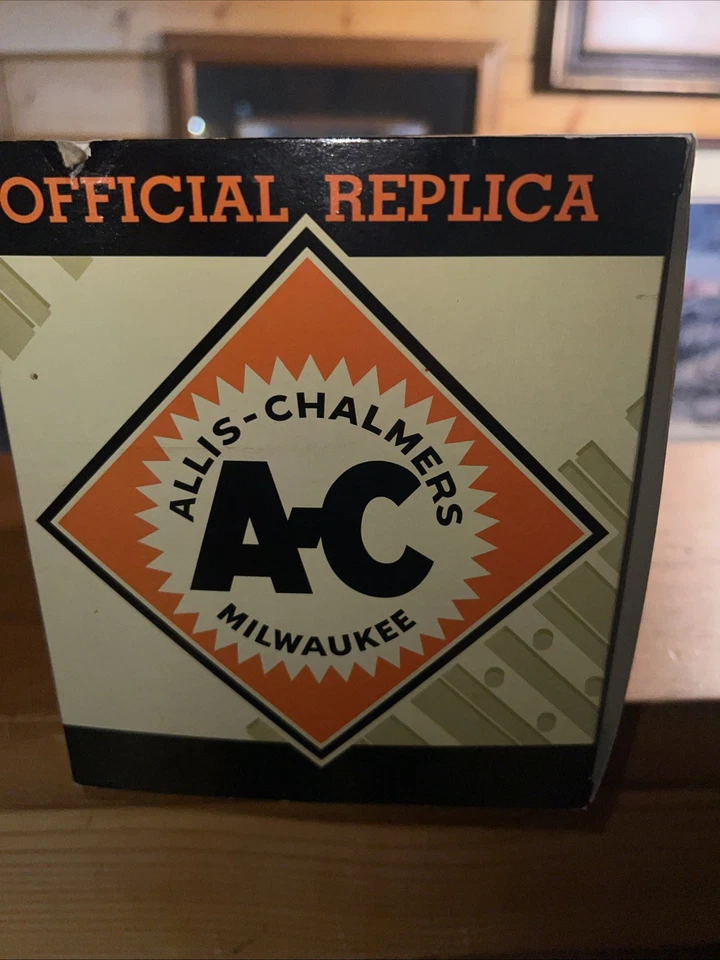 OFFICIAL REPLICA
ALLIS-CHALMERS
A-C
MILWAUKEE